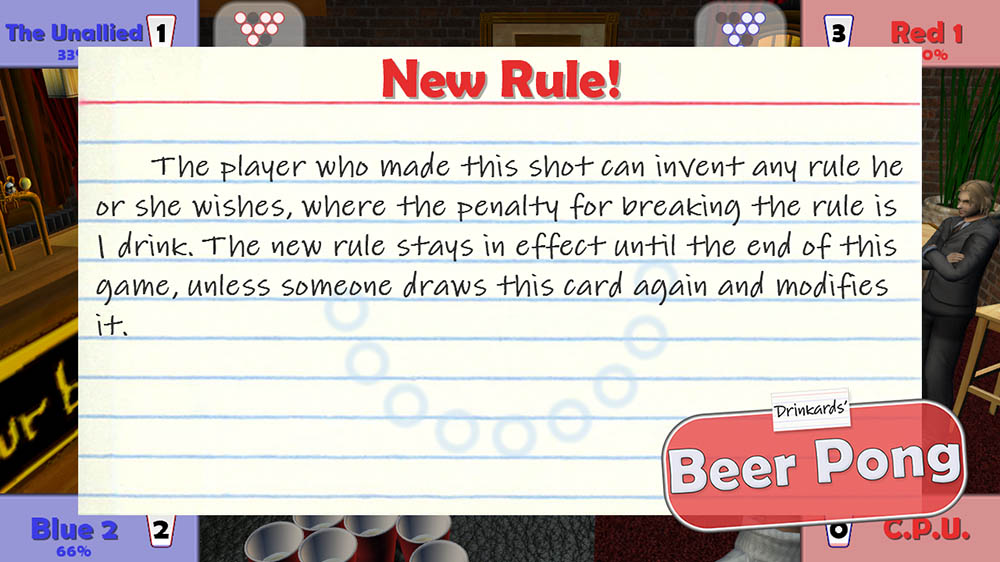 The Unallied 1
3 Red 1
New Rule!
The player who made this shot can invent any rule he
or she wishes, where the penalty for breaking the rule is
1 drink. The new rule stays in effect until the end of this
game, unless someone draws this card again and modifies
it.
Drinkards'
Beer Pong
Blue 2 2
66%
0 C.P.U.